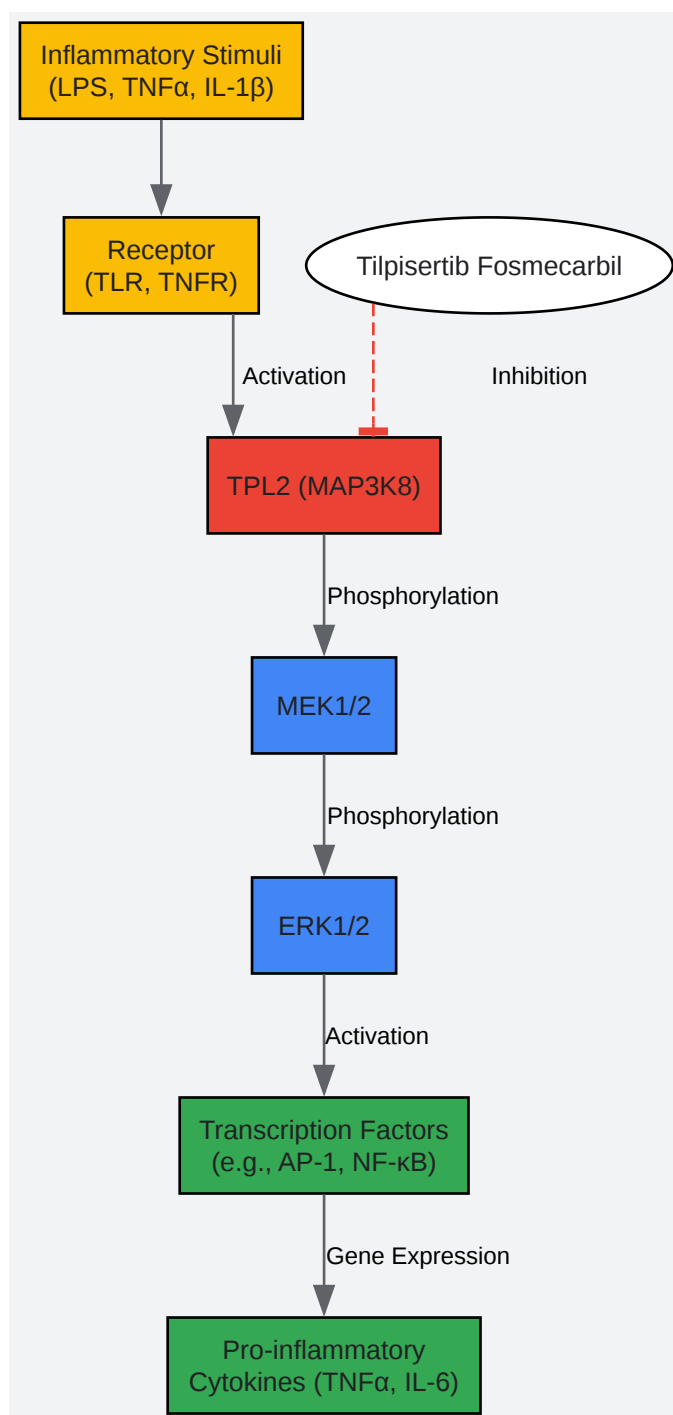 Inflammatory Stimuli
(LPS, TNFα, IL-1β)
Receptor
(TLR, TNFR)
Tilpisertib Fosmecarbil
Activation
Inhibition
TPL2 (MAP3K8)
Phosphorylation
MEK1/2
Phosphorylation
ERK1/2
Activation
Transcription Factors
(e.g., AP-1, NF-κB)
Gene Expression
Pro-inflammatory
Cytokines (TNFα, IL-6)